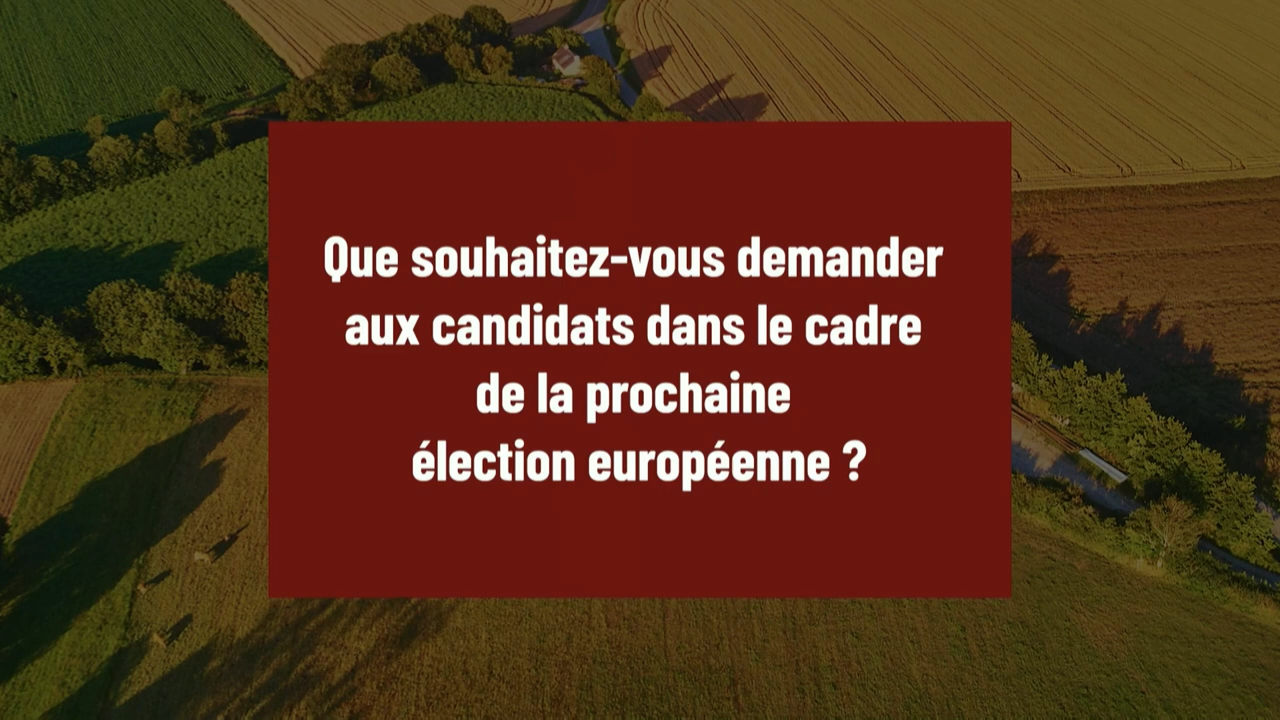 Que souhaitez-vous demander
aux candidats dans le cadre
de la prochaine
élection européenne ?